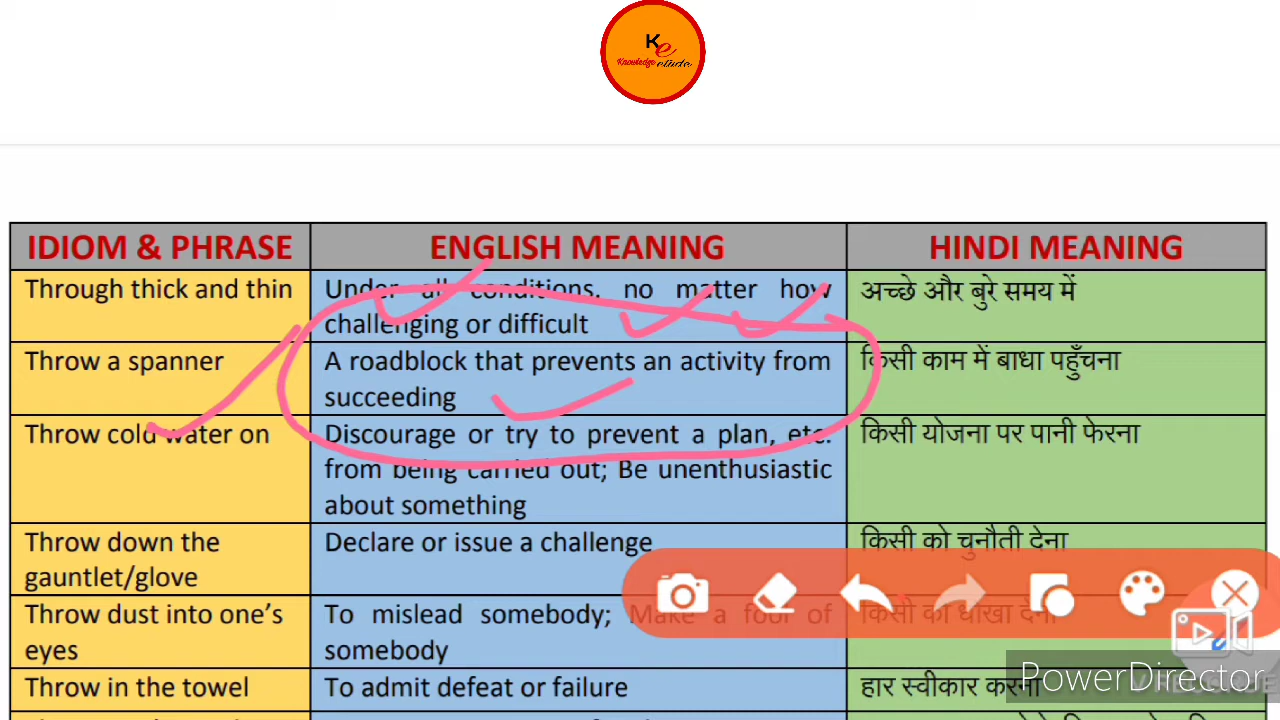 Ke
Knowledge
IDIOM & PHRASE ENGLISH MEANING HINDI MEANING
Through thick and thin Under all conditions, no matter how अच्छे और बुरे समय में
challenging or difficult
Throw a spanner A roadblock that prevents an activity from किसी काम में बाधा पहुँचना
succeeding
Throw cold water on Discourage or try to prevent a plan, etc. किसी योजना पर पानी फेरना
from being carried out; Be unenthusiastic
about something
Throw down the Declare or issue a challenge किसी को चुनौती देना
gauntlet/glove
Throw dust into one's To mislead somebody; Make a fool of किसी को धोखा देना
eyes somebody
Throw in the towel To admit defeat or failure हार स्वीकार करना
PowerDirector